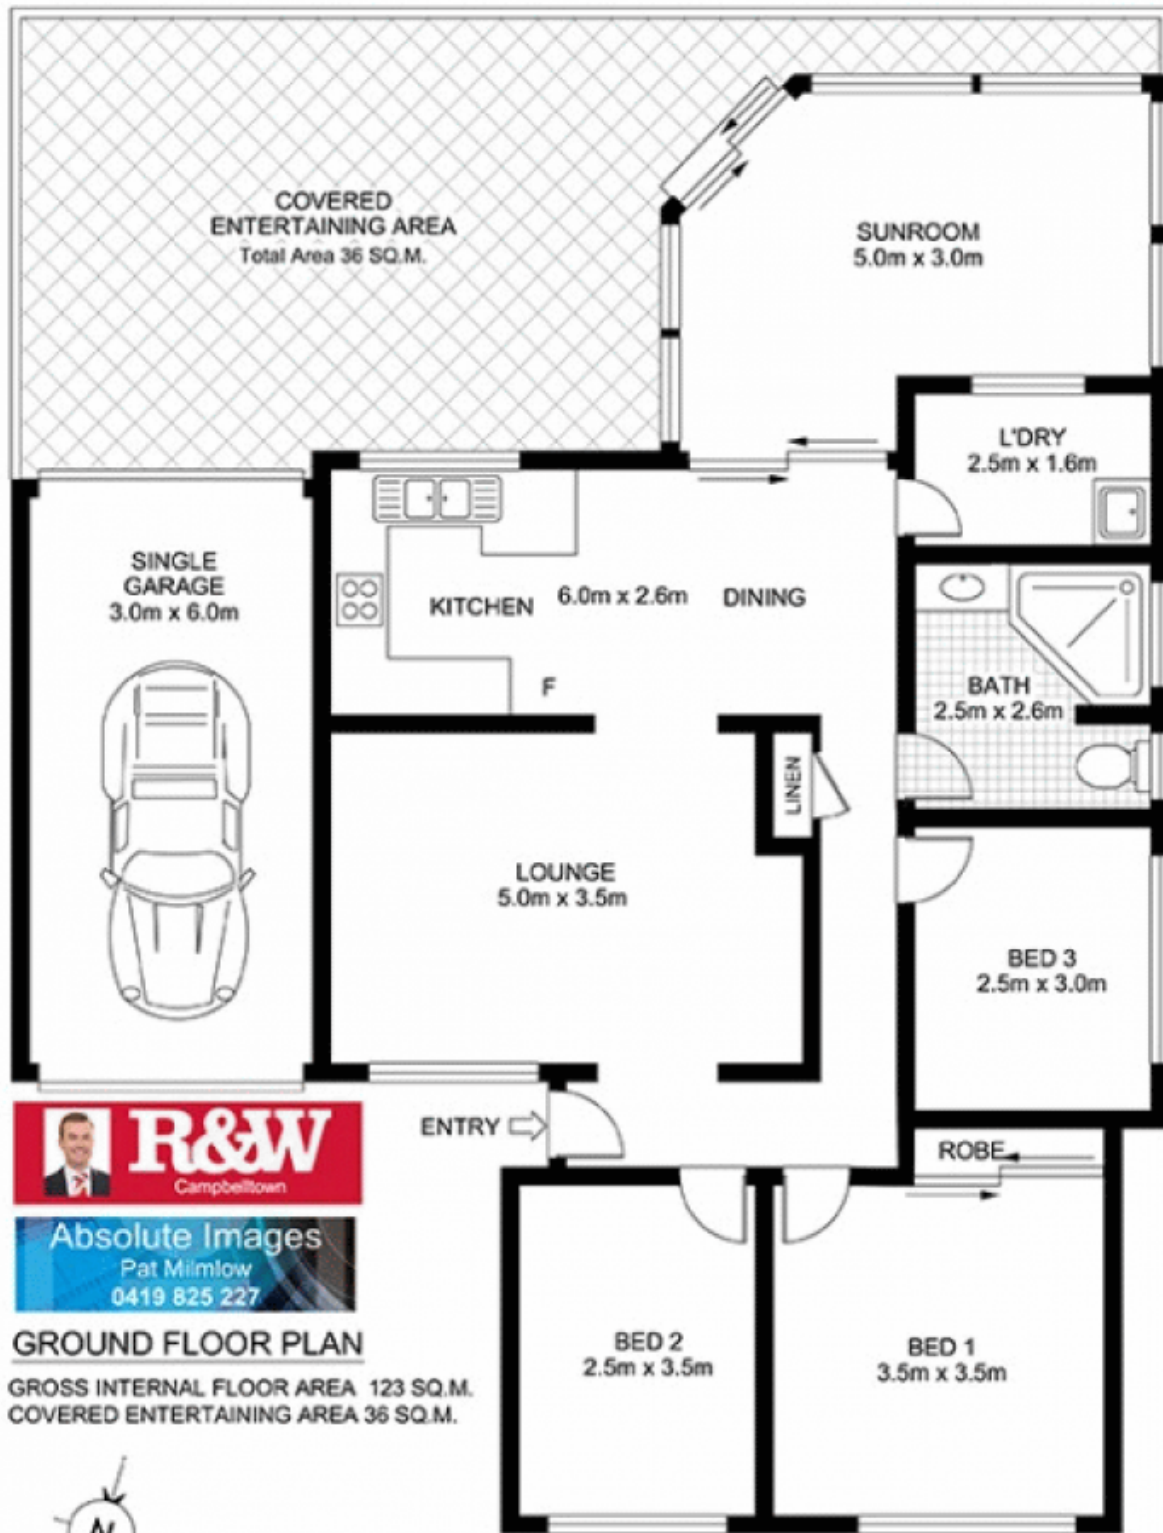 COVERED
ENTERTAINING AREA
Total Area 36 SQ.M.
SUNROOM
5.0m x 3.0m
L'DRY
2.5m x 1.6m
SINGLE
GARAGE
3.0m x 6.0m
KITCHEN
6.0m x 2.6m
DINING
F
BATH
2.5m x 2.6m
LINEN
LOUNGE
5.0m x 3.5m
BED 3
2.5m x 3.0m
ENTRY
ROBE
R&W
Campbelltown
Absolute Images
Pat Milmlow
0419 825 227
BED 2
2.5m x 3.5m
BED 1
3.5m x 3.5m
GROUND FLOOR PLAN
GROSS INTERNAL FLOOR AREA 123 SQ.M.
COVERED ENTERTAINING AREA 36 SQ.M.
N